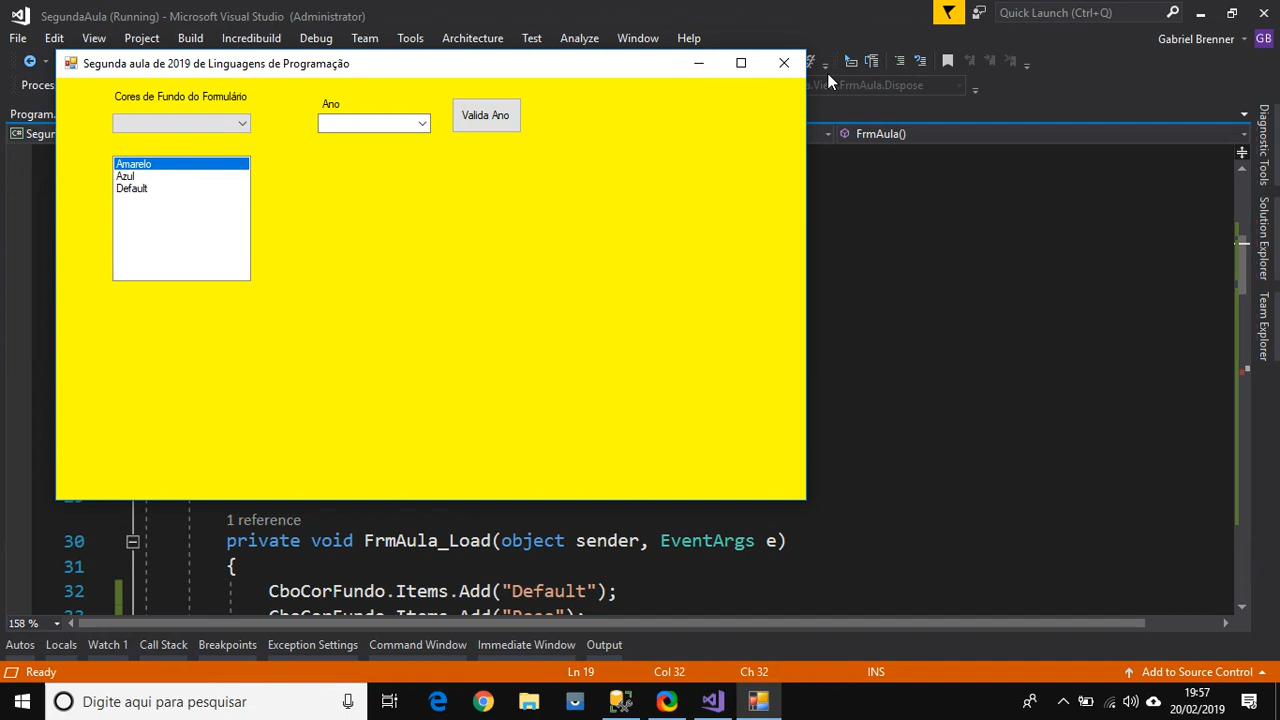 SegundaAula (Running) - Microsoft Visual Studio (Administrator)
Quick Launch (Ctrl+Q)
File Edit View Project Build Incredibuild Debug Team Tools Architecture Test Analyze Window Help
Gabriel Brenner GB
Segunda aula de 2019 de Linguagens de Programação
Proces
FrmAula.Dispose
Program.
Segun
FrmAula()
Cores de Fundo do Formulário
Ano
Valida Ano
Amarelo
Azul
Default
Diagnostic Tools
Solution Explorer
Team Explorer
1 reference
30 private void FrmAula_Load(object sender, EventArgs e)
31 {
32 CboCorFundo.Items.Add("Default");
158 %
Autos Locals Watch 1 Call Stack Breakpoints Exception Settings Command Window Immediate Window Output
Ready Ln 19 Col 32 Ch 32 INS Add to Source Control
Digite aqui para pesquisar
19:57
20/02/2019